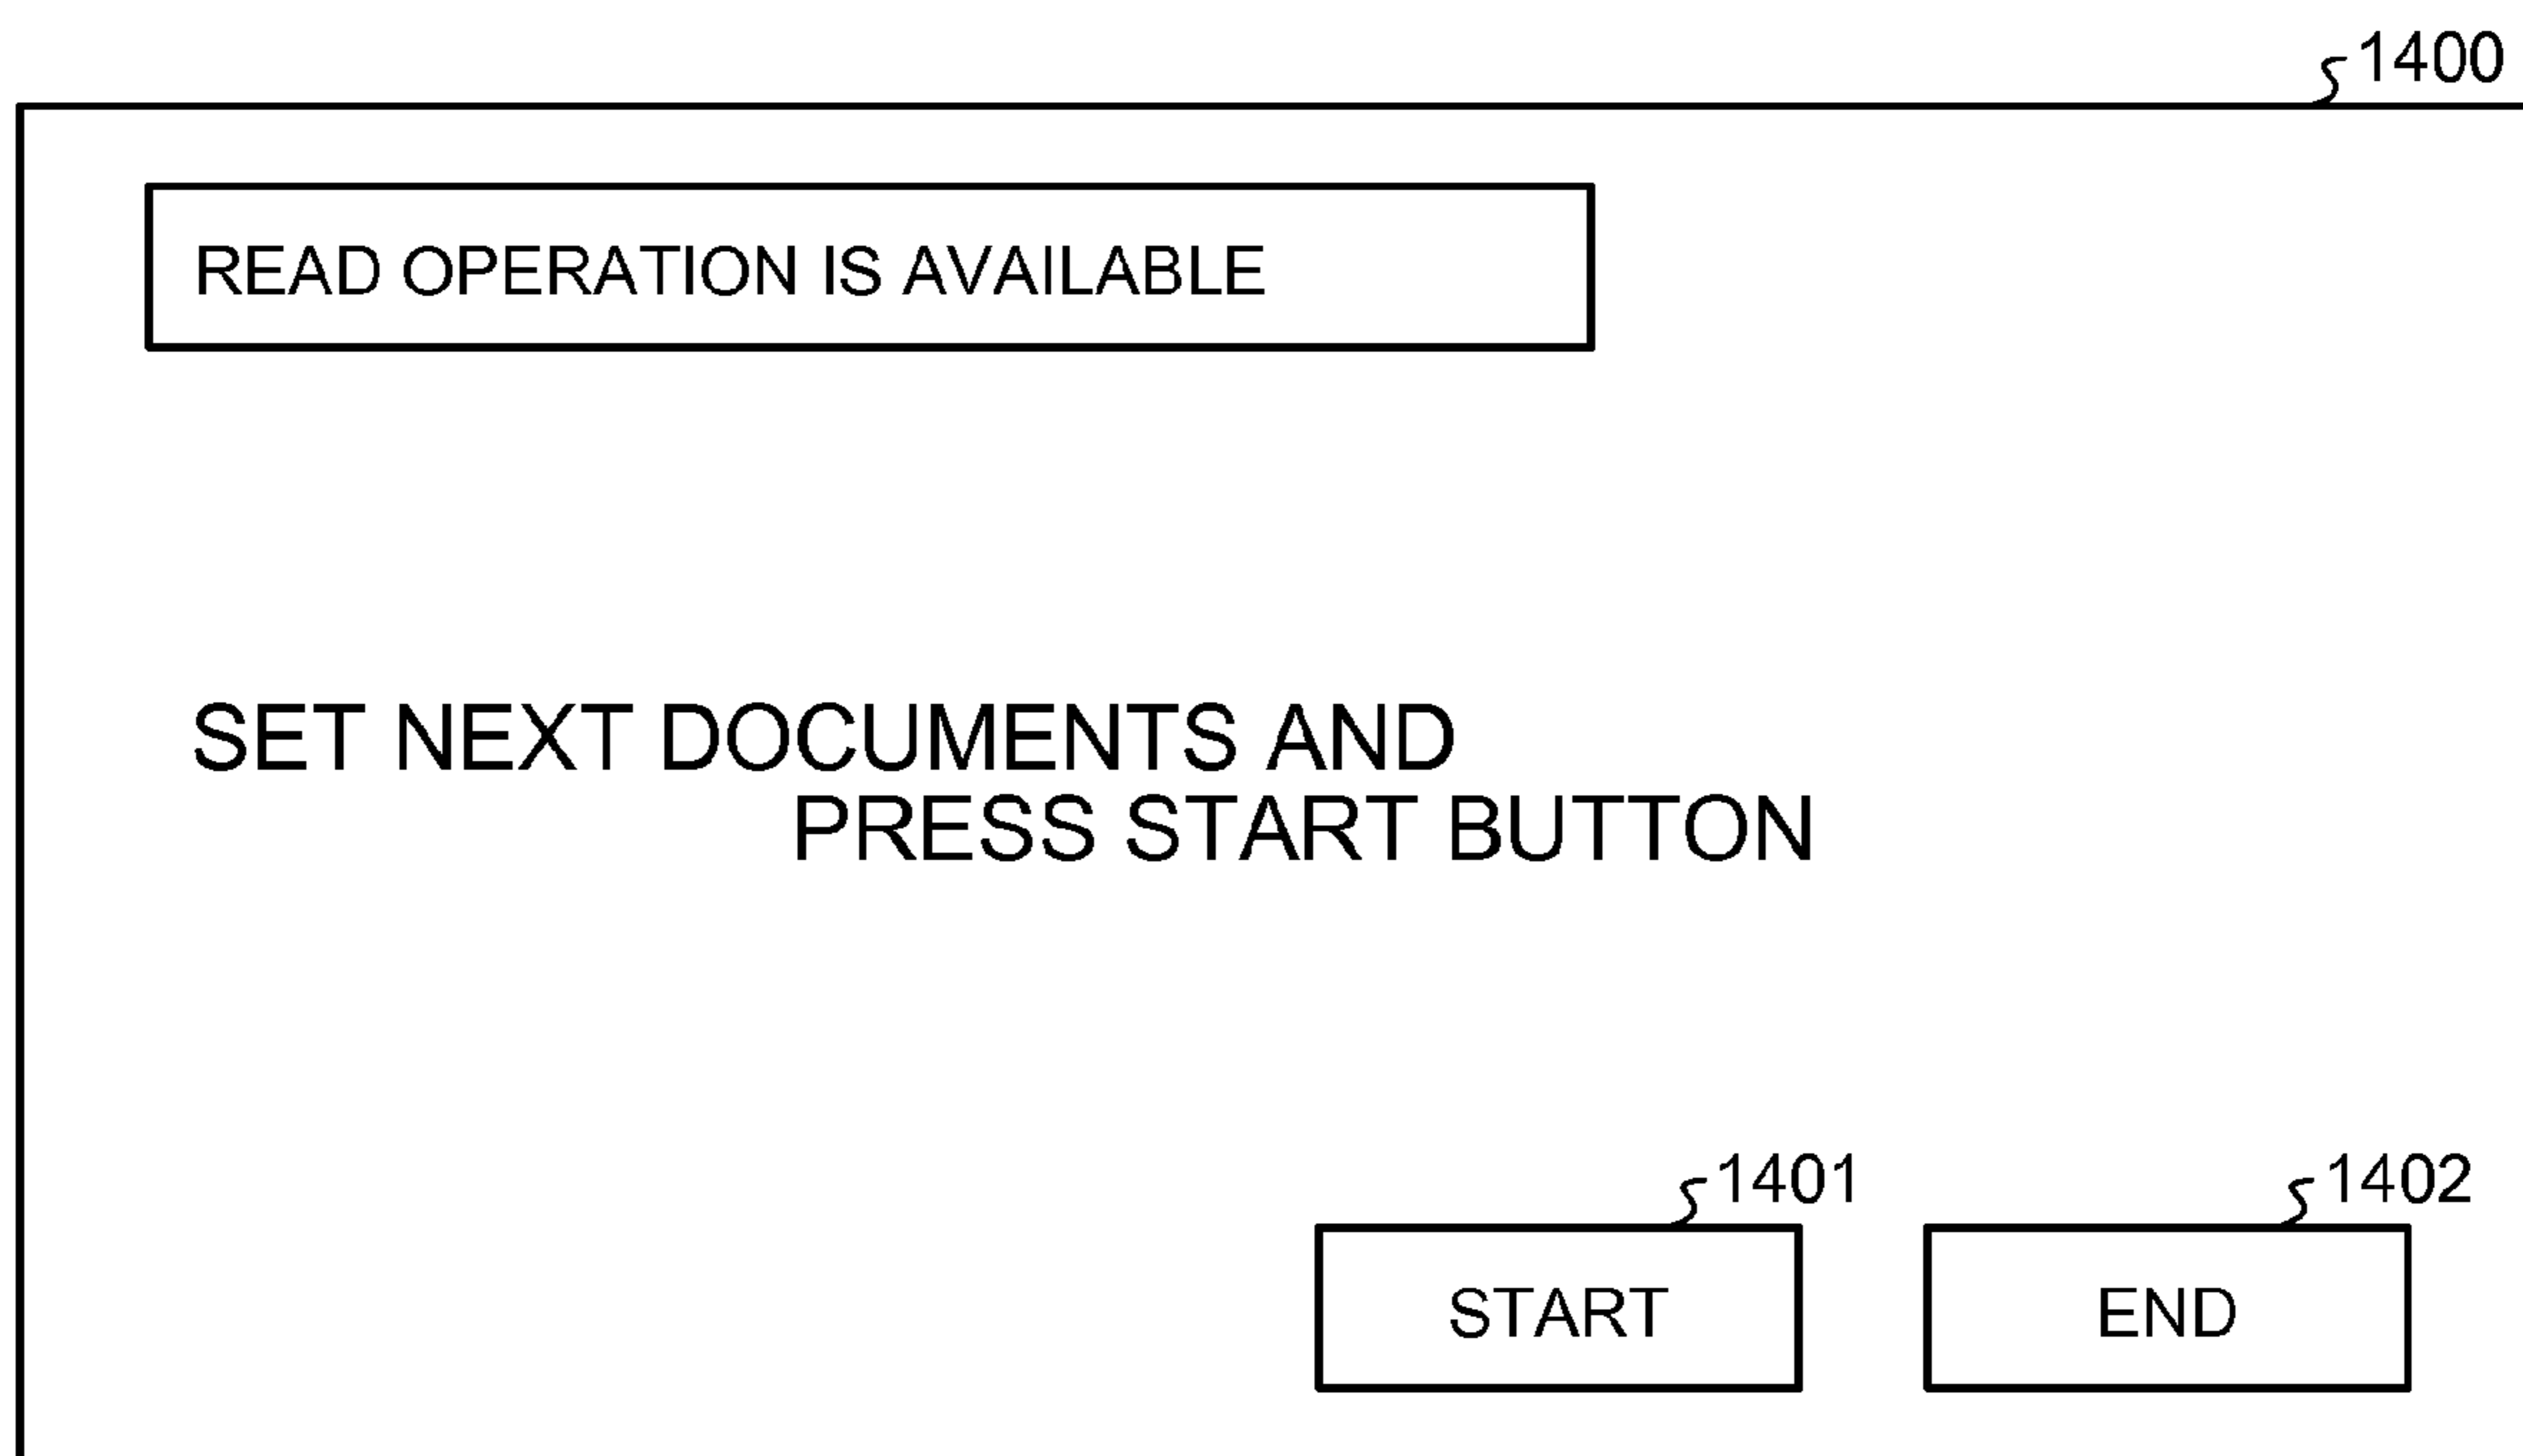 1400
READ OPERATION IS AVAILABLE
SET NEXT DOCUMENTS AND
PRESS START BUTTON
1401
1402
START
END